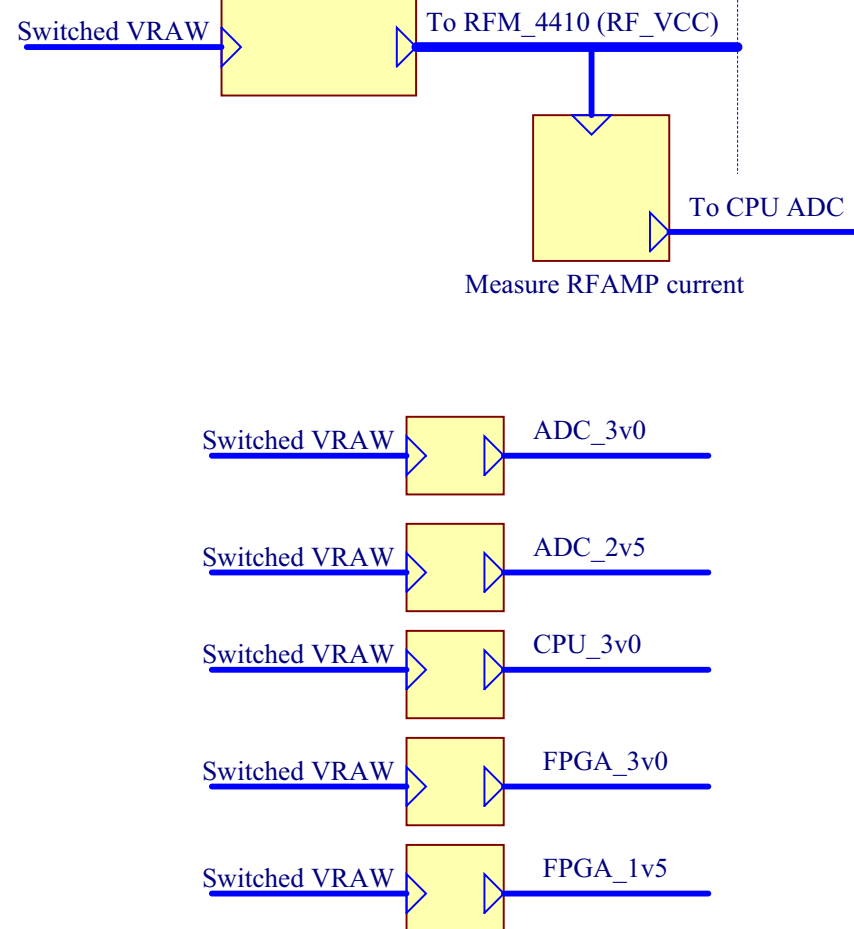 Switched VRAW
To RFM_4410 (RF_VCC)
To CPU ADC
Measure RFAMP current
Switched VRAW
ADC_3v0
Switched VRAW
ADC_2v5
Switched VRAW
CPU_3v0
Switched VRAW
FPGA_3v0
Switched VRAW
FPGA_1v5